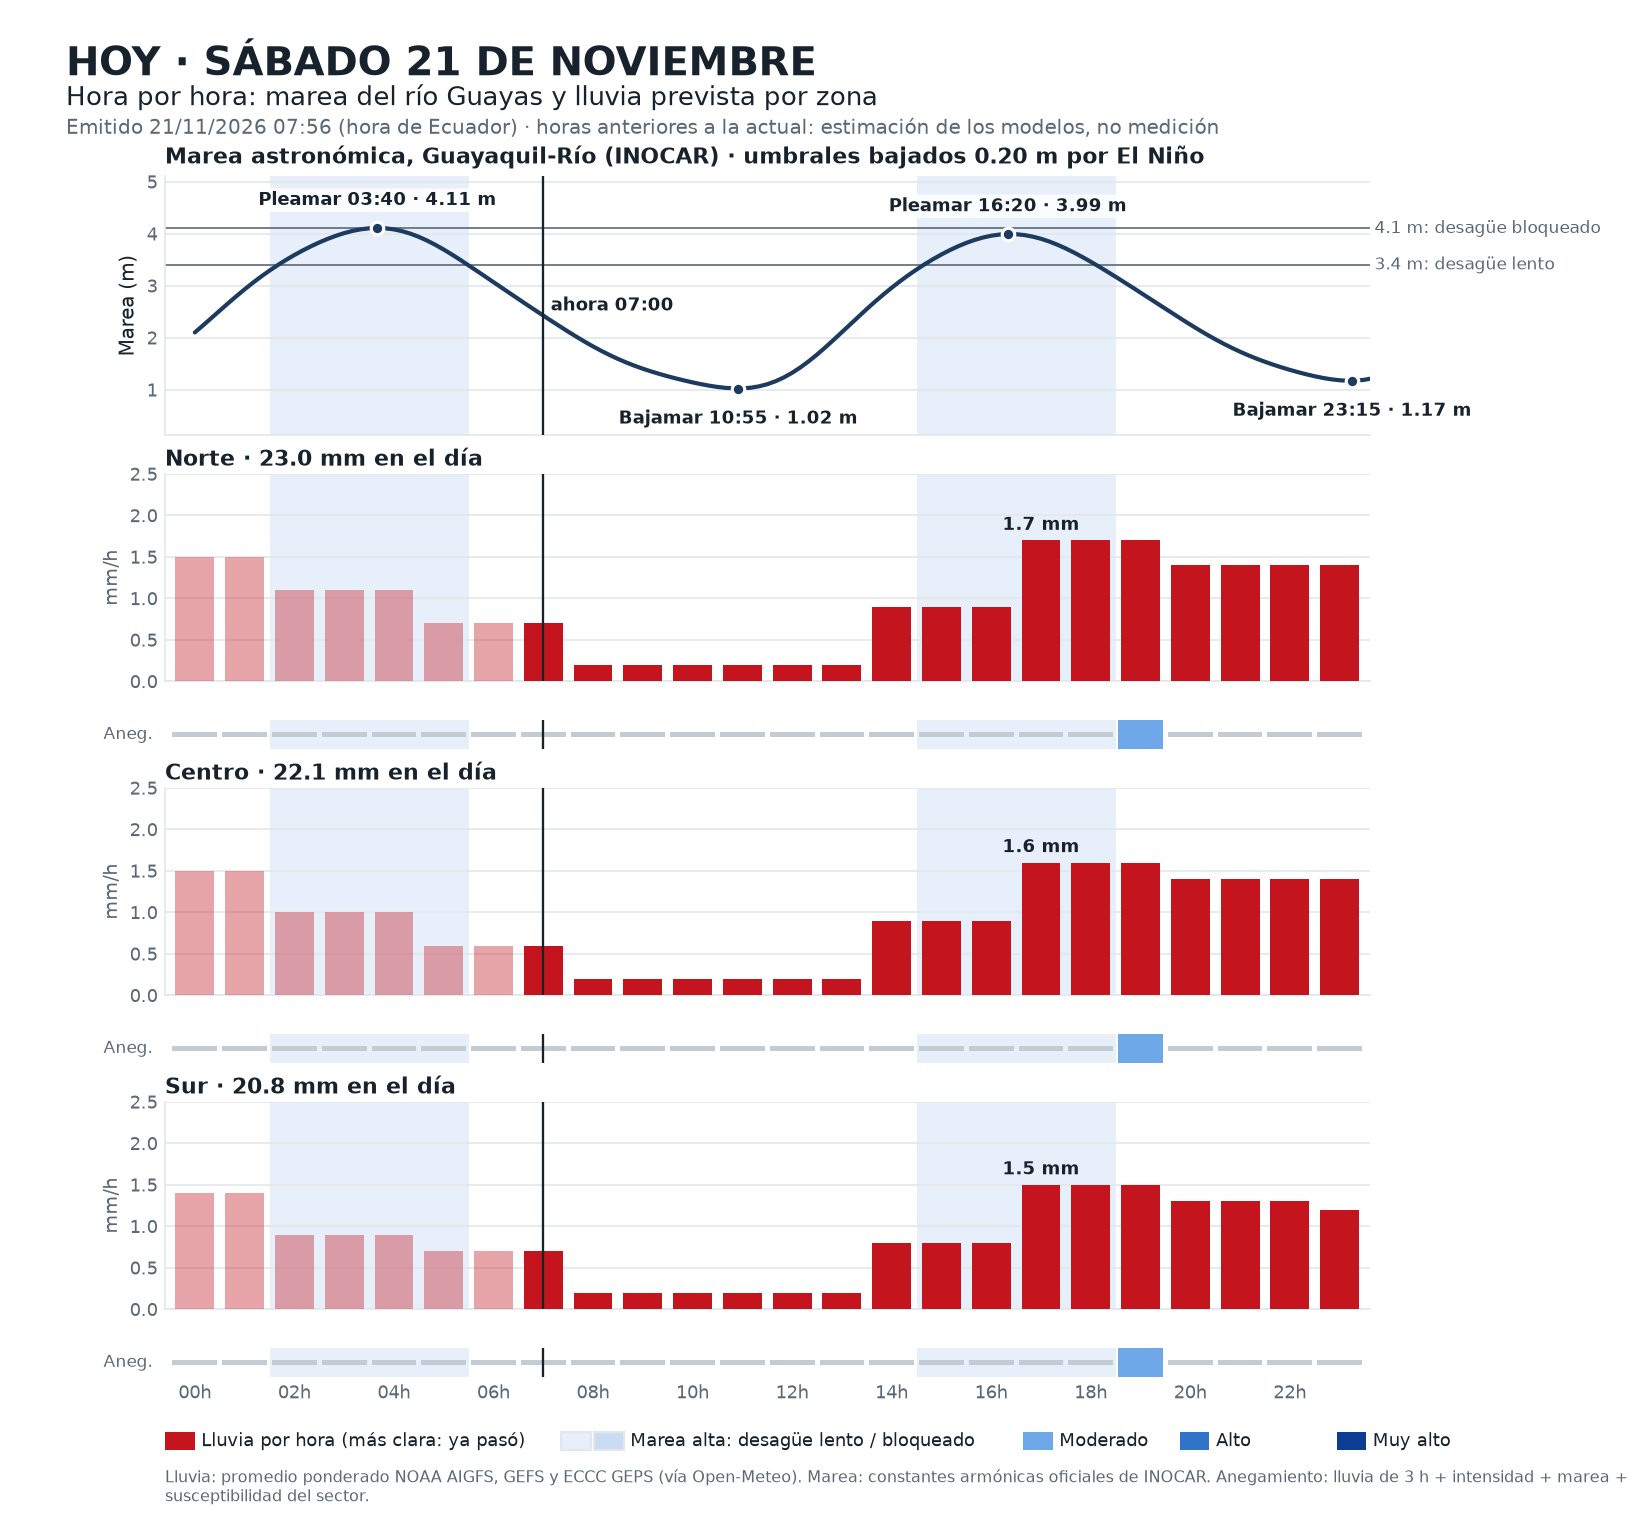 HOY · SÁBADO 21 DE NOVIEMBRE
Hora por hora: marea del río Guayas y lluvia prevista por zona
Emitido 21/11/2026 07:56 (hora de Ecuador) · horas anteriores a la actual: estimación de los modelos, no medición
Marea astronómica, Guayaquil-Río (INOCAR) · umbrales bajados 0.20 m por El Niño
5
Pleamar 03:40 · 4.11 m
Pleamar 16:20 · 3.99 m
4.1 m: desagüe bloqueado
4
3.4 m: desagüe lento
3
ahora 07:00
Marea (m)
2
1
Bajamar 10:55 · 1.02 m
Bajamar 23:15 · 1.17 m
Norte · 23.0 mm en el día
2.5
2.0
1.7 mm
1.5
mm/h
1.0
0.5
0.0
Aneg.
Centro · 22.1 mm en el día
2.5
2.0
1.6 mm
1.5
mm/h
1.0
0.5
0.0
Aneg.
Sur · 20.8 mm en el día
2.5
2.0
1.5 mm
1.5
mm/h
1.0
0.5
0.0
Aneg.
00h 02h 04h 06h 08h 10h 12h 14h 16h 18h 20h 22h
Lluvia por hora (más clara: ya pasó) Marea alta: desagüe lento / bloqueado Moderado Alto Muy alto
Lluvia: promedio ponderado NOAA AIGFS, GEFS y ECCC GEPS (vía Open-Meteo). Marea: constantes armónicas oficiales de INOCAR. Anegamiento: lluvia de 3 h + intensidad + marea +
susceptibilidad del sector.